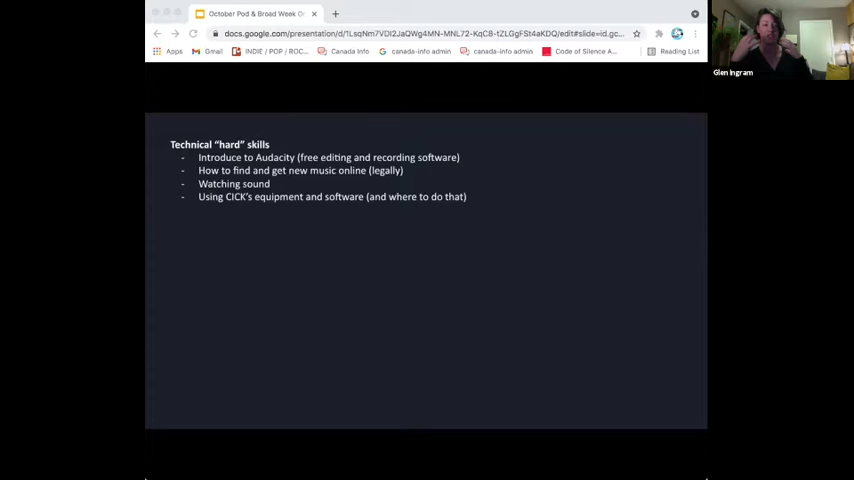 October Pod & Broad Week On
docs.google.com/presentation/d/1LsqNm7VDI2JaQWg4MN-MNL72-KqC8-tZLGgFSt4aKDQ/edit#slide=id.gc...
Apps Gmail INDIE / POP / ROC... Canada Info canada-info admin canada-info admin Code of Silence A... Reading List
Glen Ingram
Technical “hard” skills
- Introduce to Audacity (free editing and recording software)
- How to find and get new music online (legally)
- Watching sound
- Using CICK’s equipment and software (and where to do that)